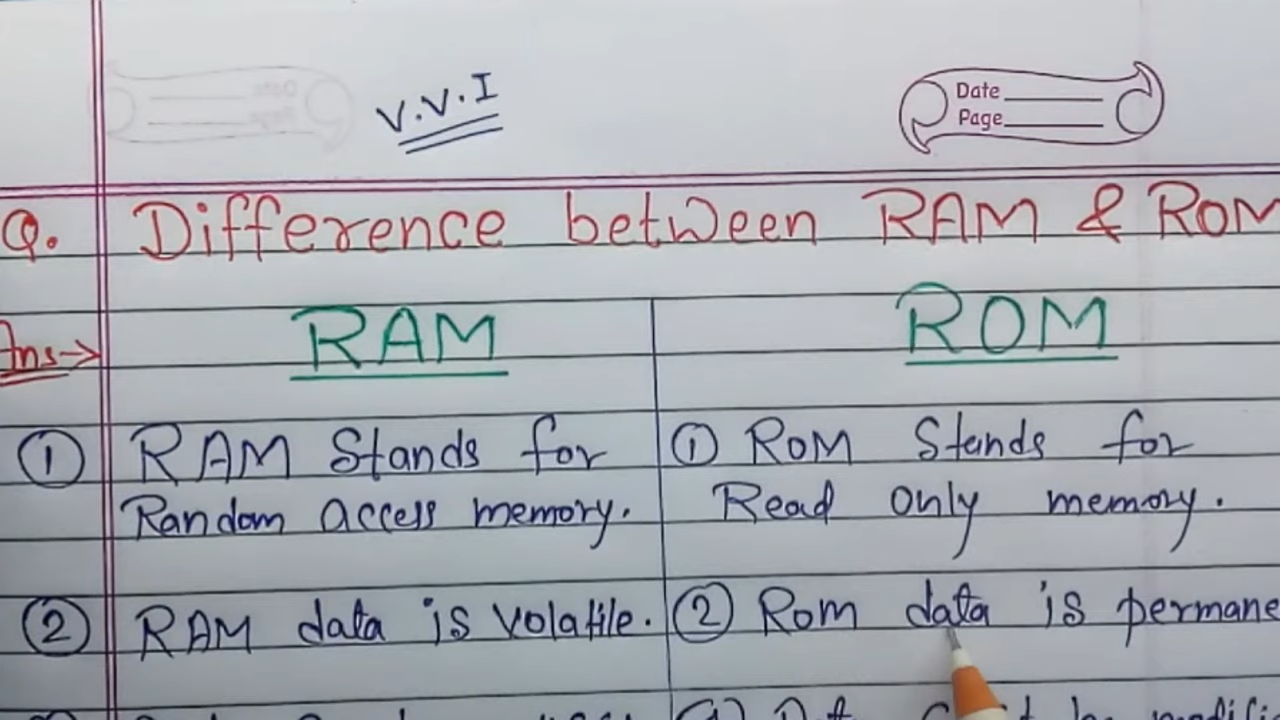 V.V.I
Date
Page
Q. Difference between RAM & ROM
Ans→ RAM ROM
① RAM Stands for ① ROM Stands for
Random access memory. Read only memory.
② RAM data is volatile. ② Rom data is